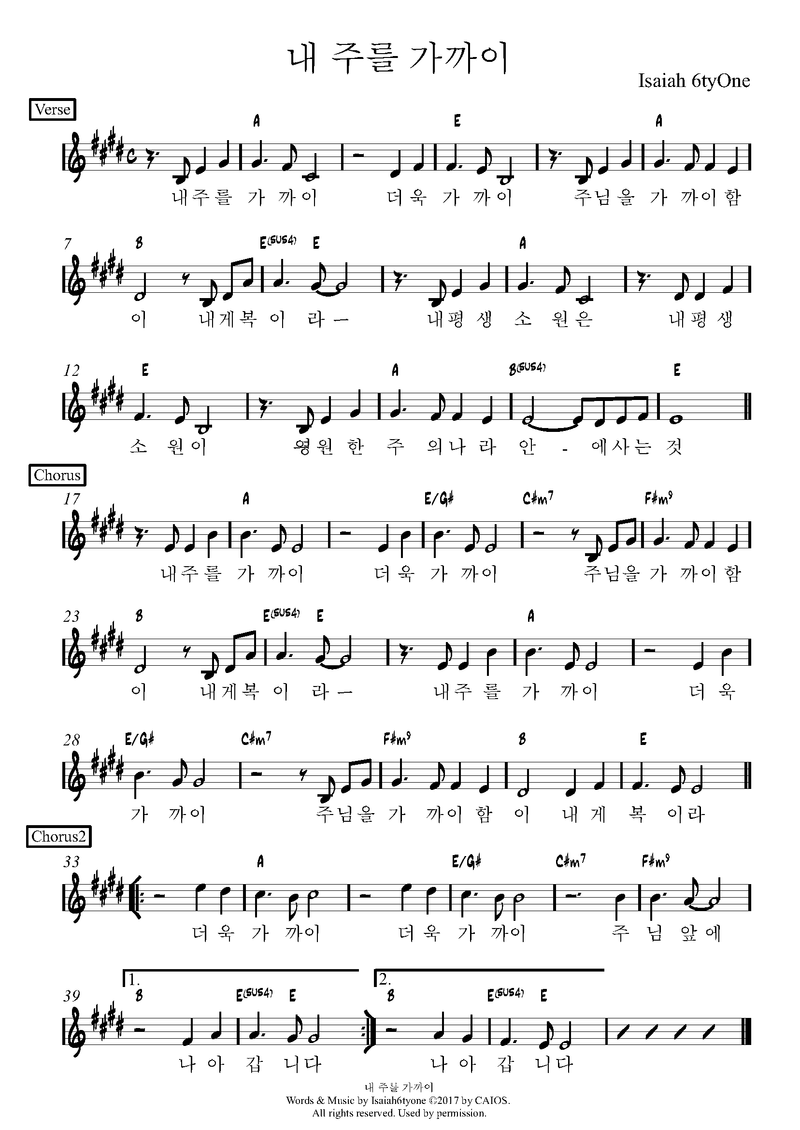 내 주를 가까이
Isaiah 6tyOne
Verse
A E A
내주를 가 까이 더욱 가 까이 주님을 가 까이함
7 B E(SUS4) E A
이 내게복 이 라ㅡ 내평생 소 원은 내평생
12 E A B(SUS4) E
소 원이 영원한 주 의나라 안 - 에사는 것
Chorus
17 A E/G# C#m7 F#m9
내주를 가 까이 더욱 가 까이 주님을 가 까이함
23 B E(SUS4) E A
이 내게복 이 라ㅡ 내주를 가 까이 더욱
28 E/G# C#m7 F#m9 B E
가 까이 주님을 가 까이함 이 내게 복 이라
Chorus2
33 A E/G# C#m7 F#m9
더욱 가 까이 더욱 가 까이 주 님 앞에
1. 2.
39 B E(SUS4) E B E(SUS4) E
나아 갑 니다 나아 갑 니다
내 주를 가까이
Words & Music by Isaiah6tyone ©2017 by CAIOS.
All rights reserved. Used by permission.